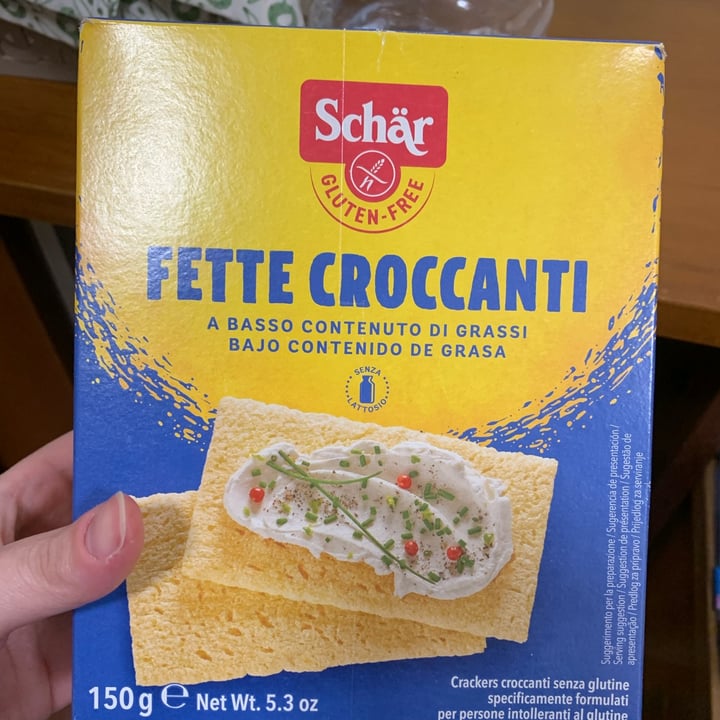 Schär
GLUTEN-FREE
FETTE CROCCANTI
A BASSO CONTENUTO DI GRASSI
BAJO CONTENIDO DE GRASA
SENZA
LATTOSIO
Suggerimento per la preparazione / Sugerencia de presentación /
Serving suggestion / Suggestion de présentation / Sugestão de
apresentação / Predlog za pripravo / Prijedlog za serviranje
150 g ℮ Net Wt. 5.3 oz
Crackers croccanti senza glutine
specificamente formulati
per persone intolleranti al glutine